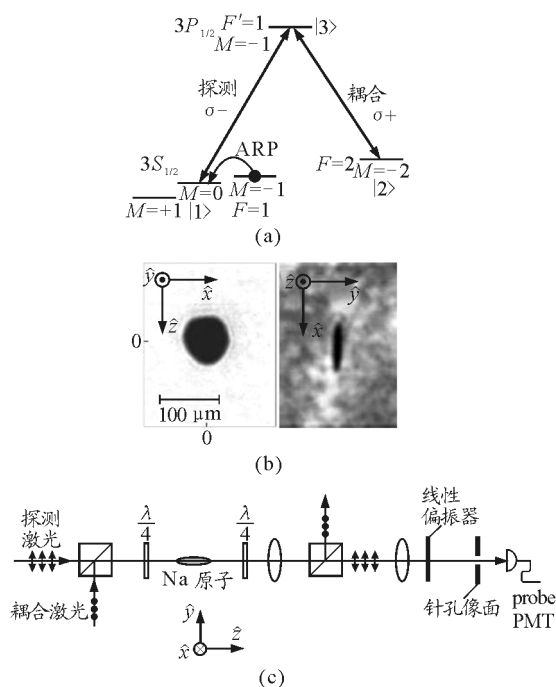 3P₁/₂ F′=1 |3⟩
M=−1
探测
σ−
耦合
σ+
ARP
3S₁/₂
F=2 M=−2
|2⟩
M=0 M=−1
M=+1 |1⟩ F=1
(a)
ŷ x̂ ẑ
0
100 μm
0
ẑ ŷ x̂
(b)
探测
激光
λ/4
λ/4
线性
偏振器
Na 原子
耦合激光
针孔像面
probe
PMT
ŷ
x̂ ẑ
(c)